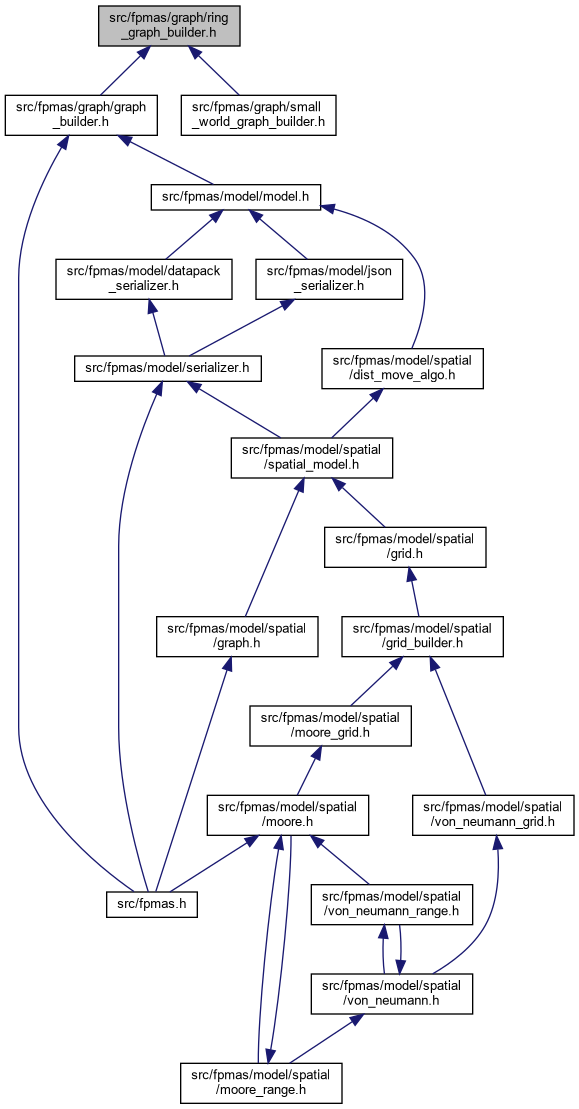 src/fpmas/graph/ring
_graph_builder.h
src/fpmas/graph/graph
_builder.h
src/fpmas/graph/small
_world_graph_builder.h
src/fpmas/model/model.h
src/fpmas/model/datapack
_serializer.h
src/fpmas/model/json
_serializer.h
src/fpmas/model/serializer.h
src/fpmas/model/spatial
/dist_move_algo.h
src/fpmas/model/spatial
/spatial_model.h
src/fpmas/model/spatial
/grid.h
src/fpmas/model/spatial
/graph.h
src/fpmas/model/spatial
/grid_builder.h
src/fpmas/model/spatial
/moore_grid.h
src/fpmas/model/spatial
/moore.h
src/fpmas/model/spatial
/von_neumann_grid.h
src/fpmas.h
src/fpmas/model/spatial
/von_neumann_range.h
src/fpmas/model/spatial
/von_neumann.h
src/fpmas/model/spatial
/moore_range.h